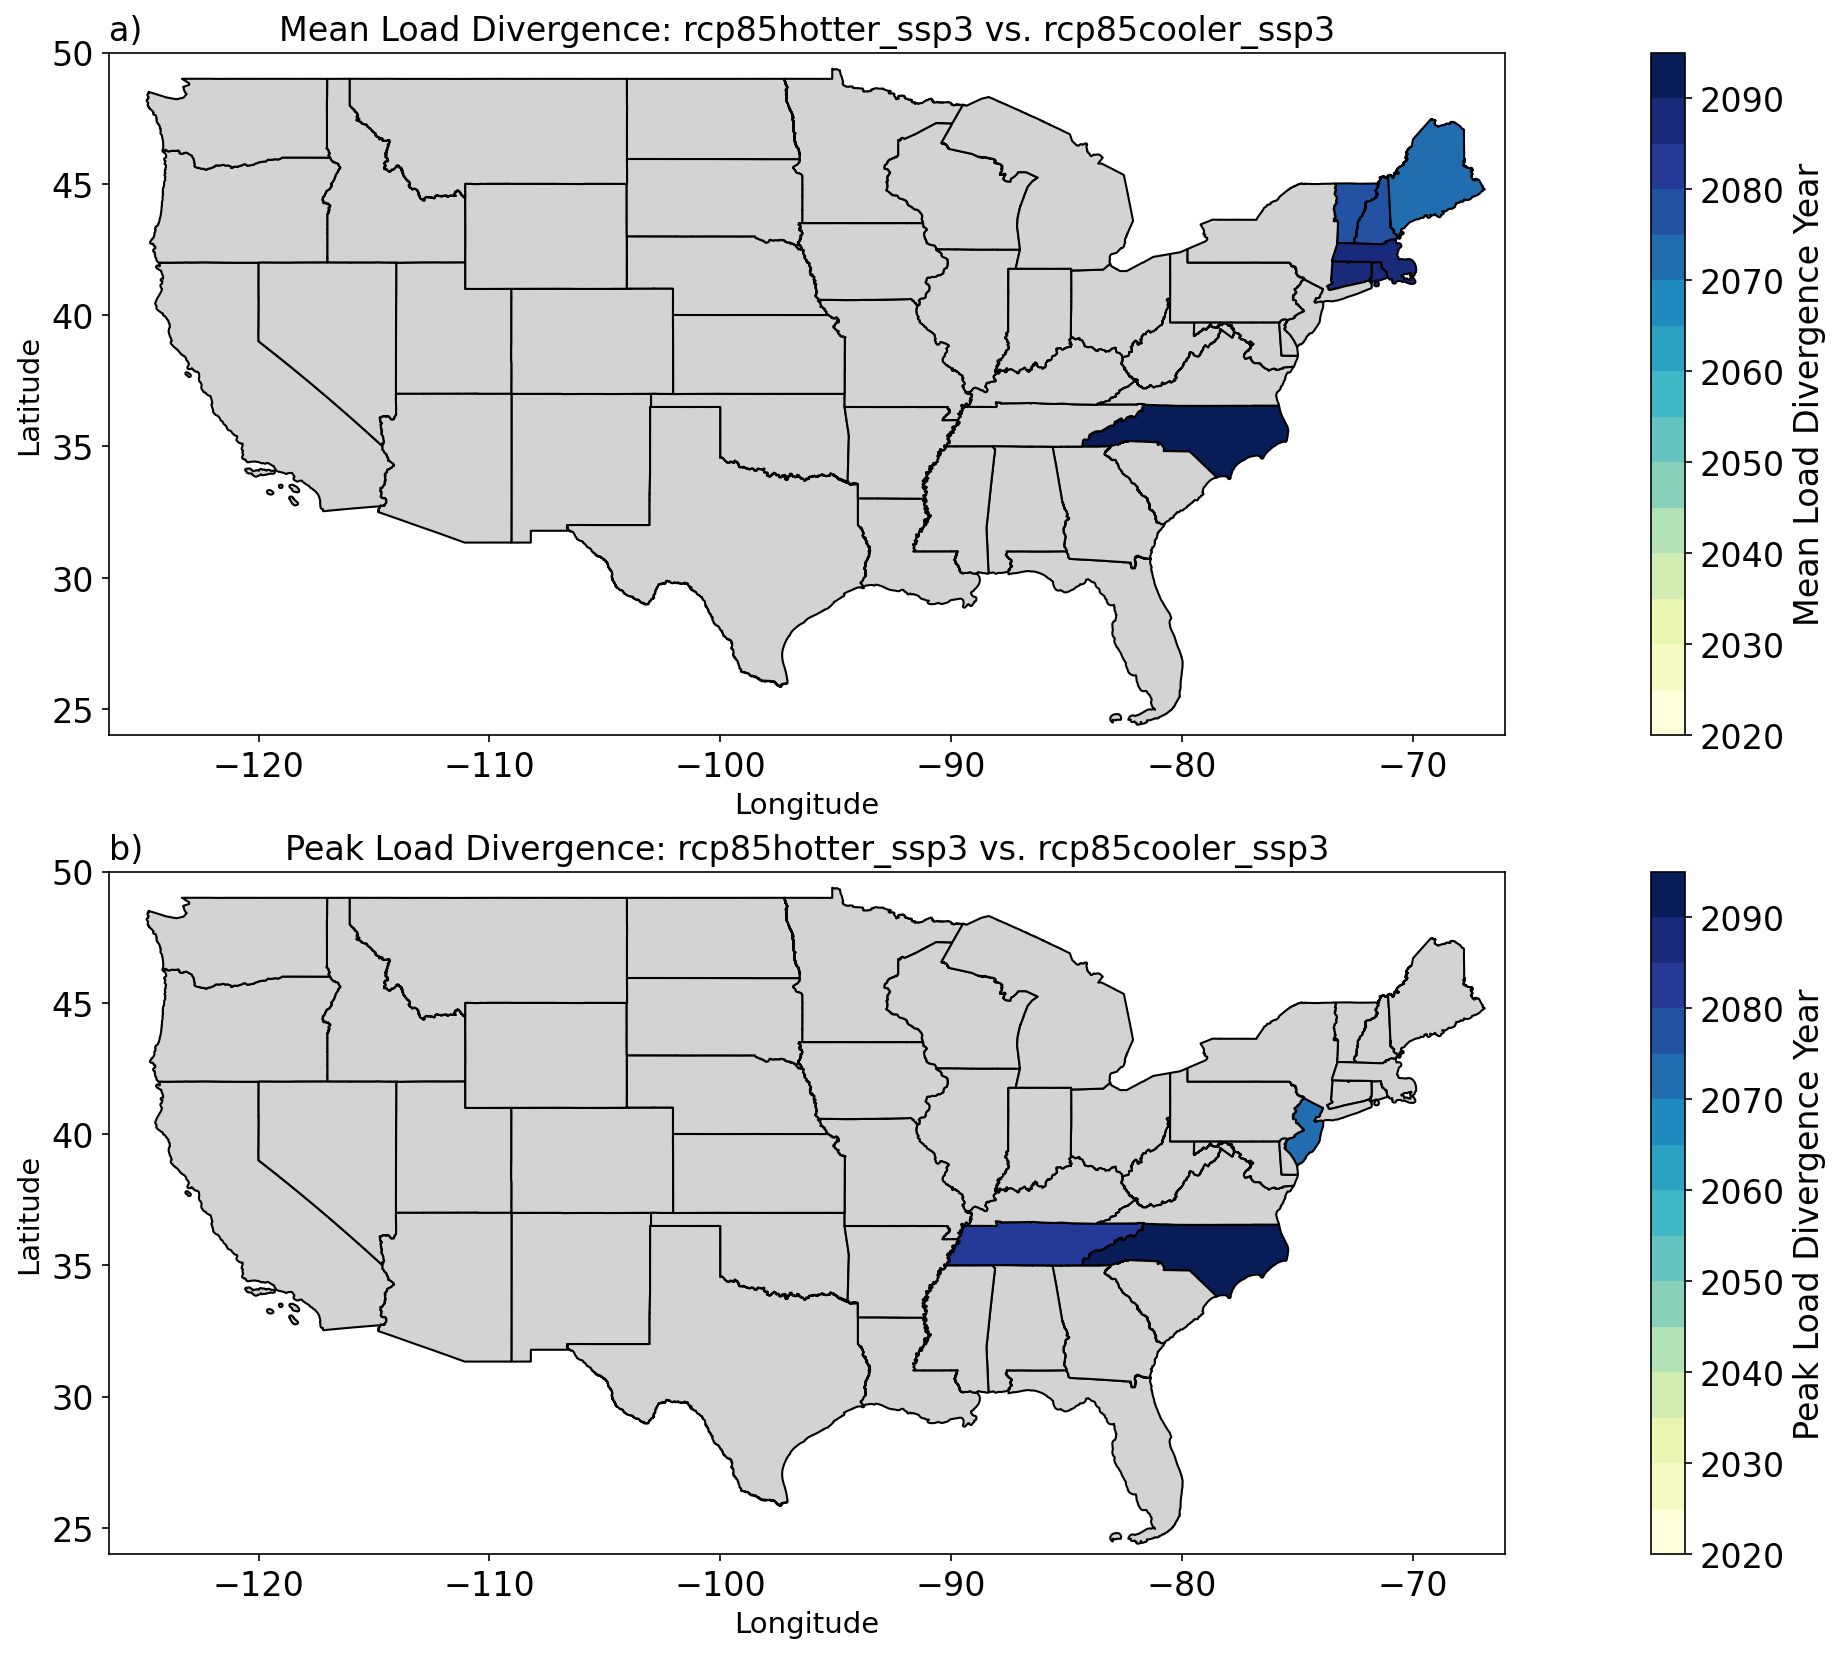 a) Mean Load Divergence: rcp85hotter_ssp3 vs. rcp85cooler_ssp3
50
45
40
35
30
25
Latitude
−120 −110 −100 −90 −80 −70
Longitude
2090
2080
2070
2060
2050
2040
2030
2020
Mean Load Divergence Year
b) Peak Load Divergence: rcp85hotter_ssp3 vs. rcp85cooler_ssp3
50
45
40
35
30
25
Latitude
−120 −110 −100 −90 −80 −70
Longitude
2090
2080
2070
2060
2050
2040
2030
2020
Peak Load Divergence Year